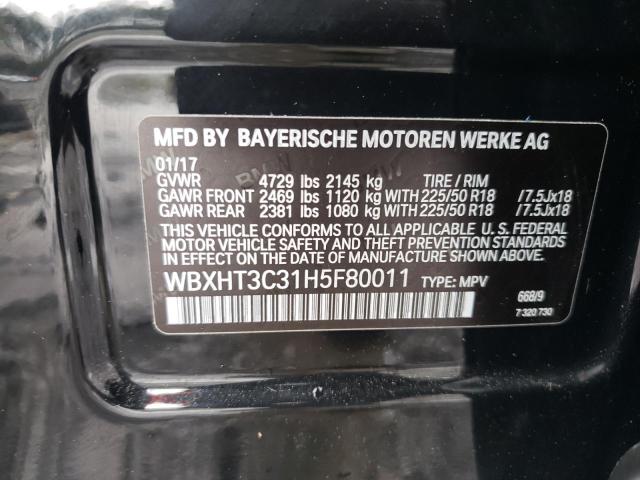 MFD BY BAYERISCHE MOTOREN WERKE AG
01/17
GVWR 4729 lbs 2145 kg TIRE / RIM
GAWR FRONT 2469 lbs 1120 kg WITH 225/50 R18 /7.5Jx18
GAWR REAR 2381 lbs 1080 kg WITH 225/50 R18 /7.5Jx18
THIS VEHICLE CONFORMS TO ALL APPLICABLE U. S. FEDERAL
MOTOR VEHICLE SAFETY, BUMPER, AND THEFT PREVENTION
STANDARDS IN EFFECT ON THE DATE OF MANUFACTURE SHOWN ABOVE.
WBXHT3C31H5F80011 TYPE: MPV
668/9
7 320 730